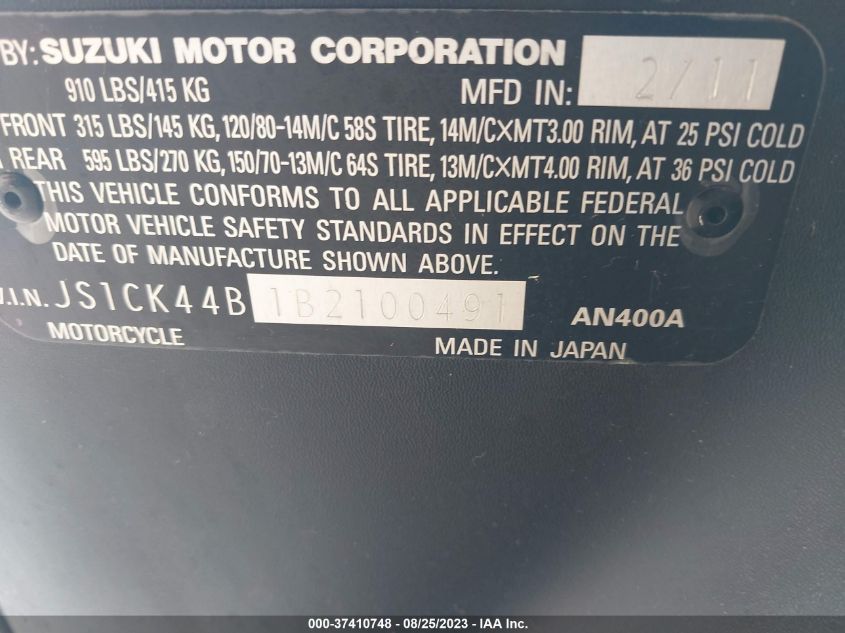 BY: SUZUKI MOTOR CORPORATION
910 LBS/415 KG MFD IN: 2/11
FRONT 315 LBS/145 KG, 120/80-14M/C 58S TIRE, 14M/C×MT3.00 RIM, AT 25 PSI COLD
REAR 595 LBS/270 KG, 150/70-13M/C 64S TIRE, 13M/C×MT4.00 RIM, AT 36 PSI COLD
THIS VEHICLE CONFORMS TO ALL APPLICABLE FEDERAL
MOTOR VEHICLE SAFETY STANDARDS IN EFFECT ON THE
DATE OF MANUFACTURE SHOWN ABOVE.
V.I.N. JS1CK44B 1B2100491 AN400A
MOTORCYCLE MADE IN JAPAN
000-37410748 - 08/25/2023 - IAA Inc.